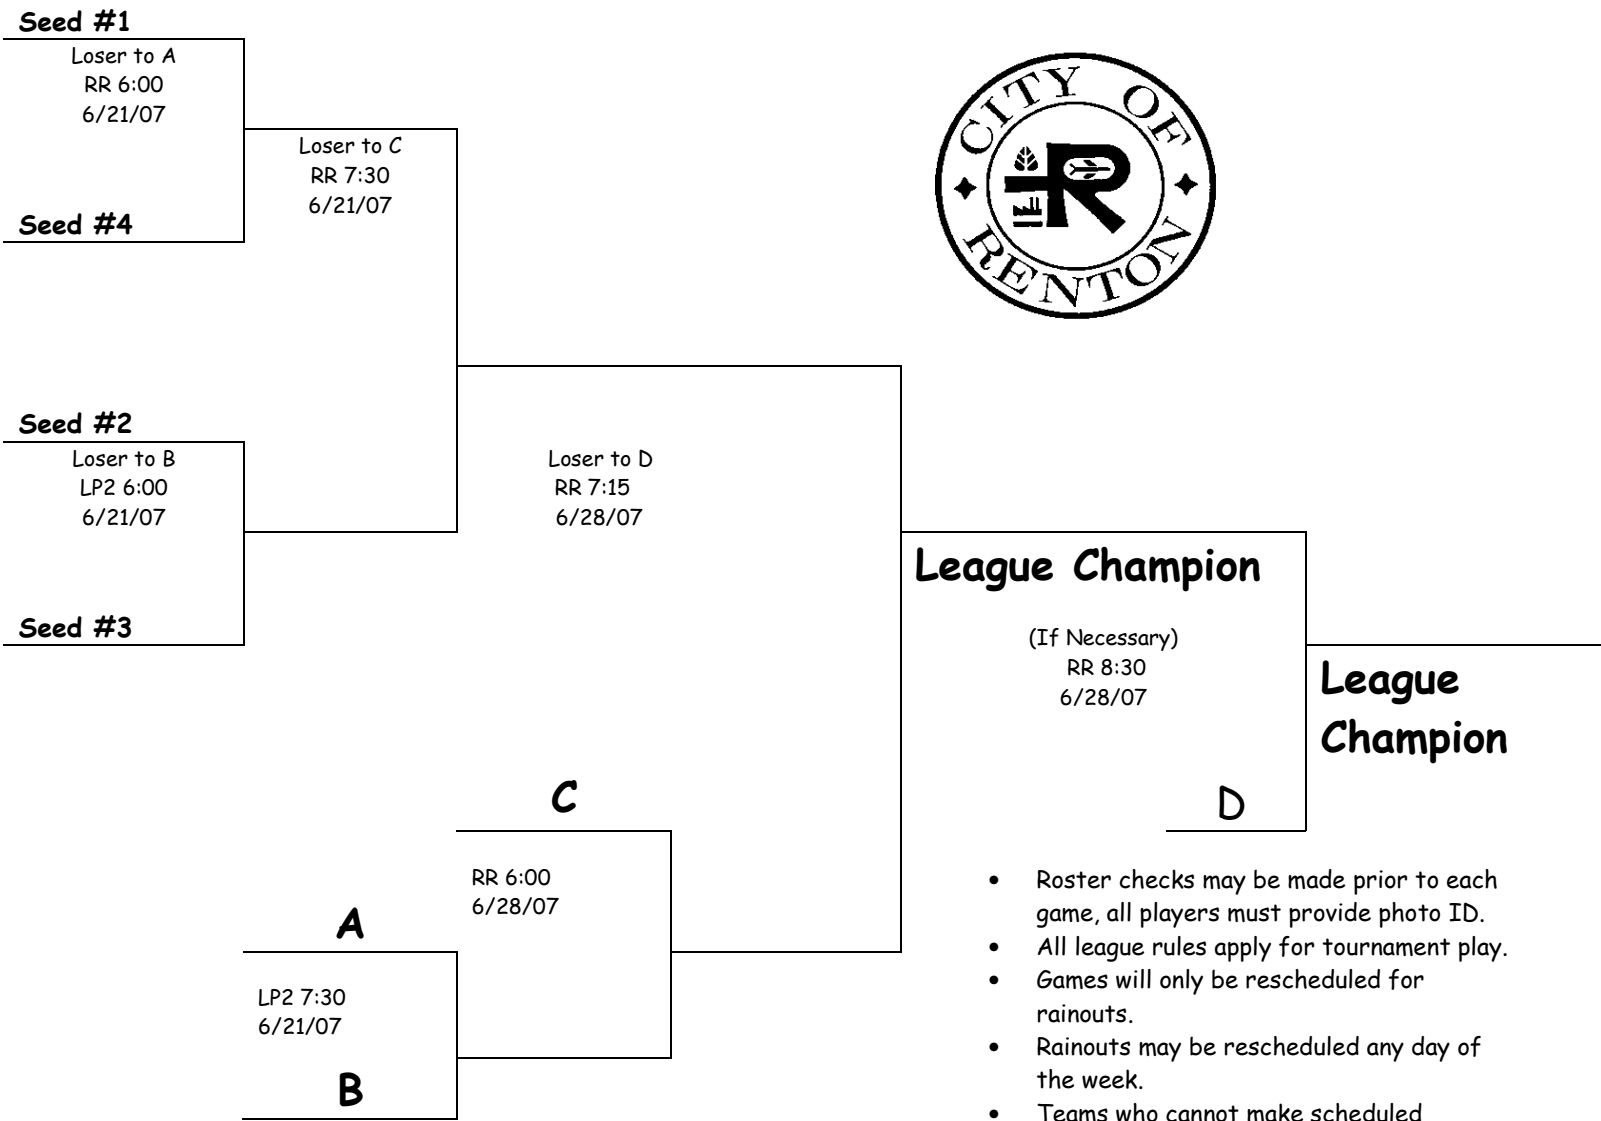 Seed #1
Loser to A
RR 6:00
6/21/07
Loser to C
RR 7:30
6/21/07
Seed #4
CITY OF
RENTON
R
Seed #2
Loser to B
LP2 6:00
6/21/07
Loser to D
RR 7:15
6/28/07
Seed #3
League Champion
(If Necessary)
RR 8:30
6/28/07
League
Champion
C
D
RR 6:00
6/28/07
A
LP2 7:30
6/21/07
B
• Roster checks may be made prior to each
game, all players must provide photo ID.
• All league rules apply for tournament play.
• Games will only be rescheduled for
rainouts.
• Rainouts may be rescheduled any day of
the week.
• Teams who cannot make scheduled